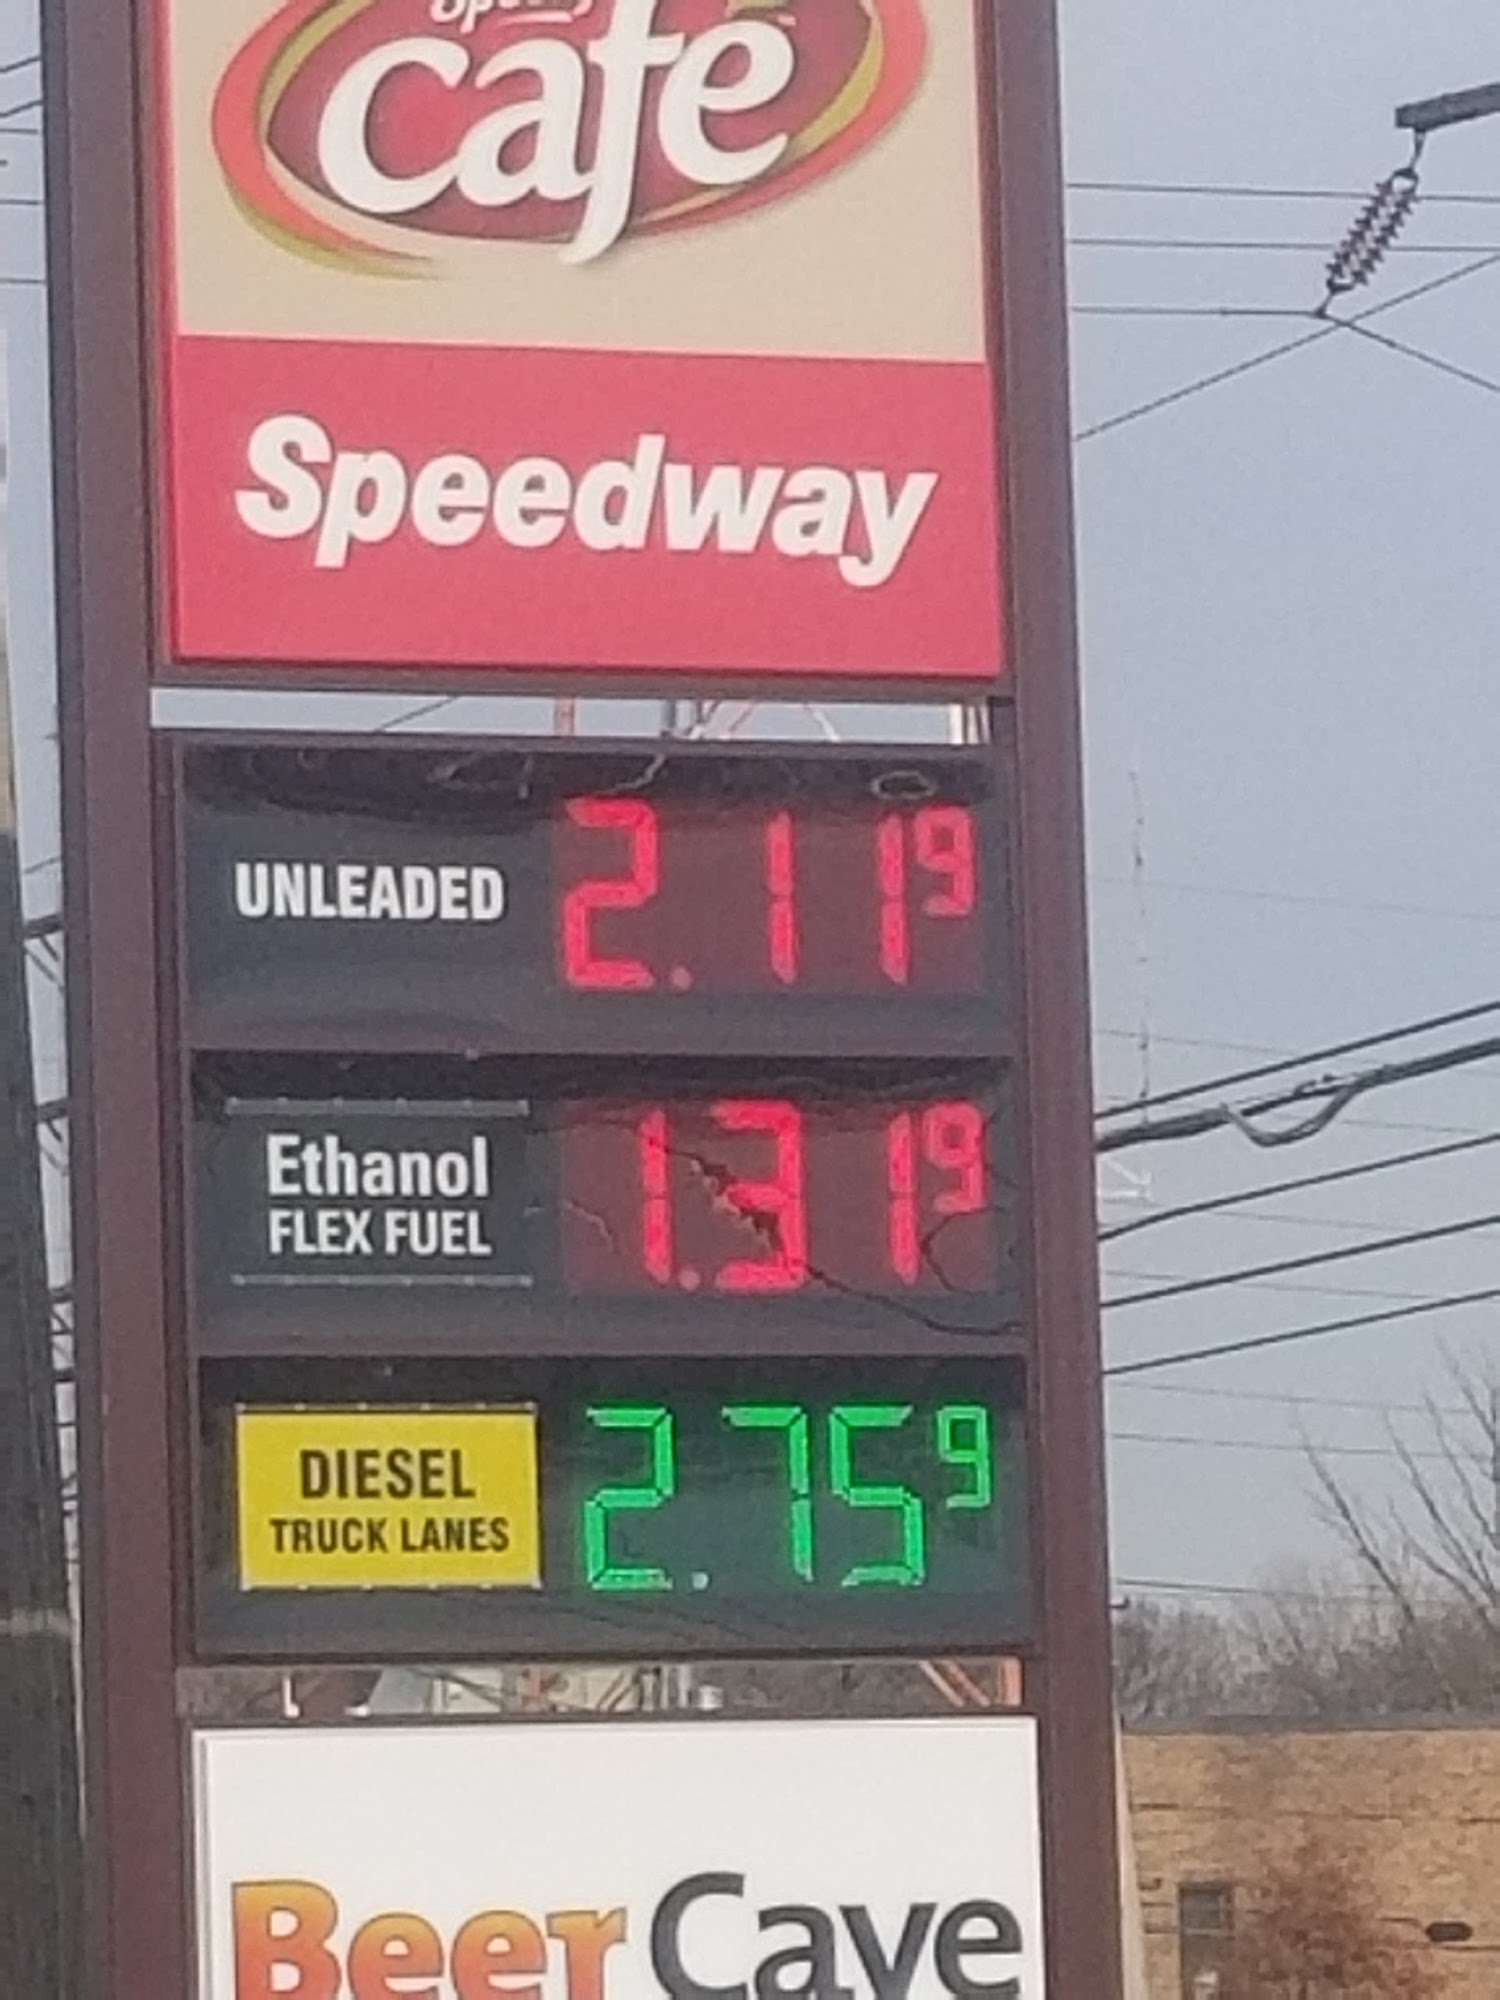 Speedy
café
Speedway
UNLEADED 2.11 9
Ethanol
FLEX FUEL 1.31 9
DIESEL
TRUCK LANES 2.75 9
Beer Cave